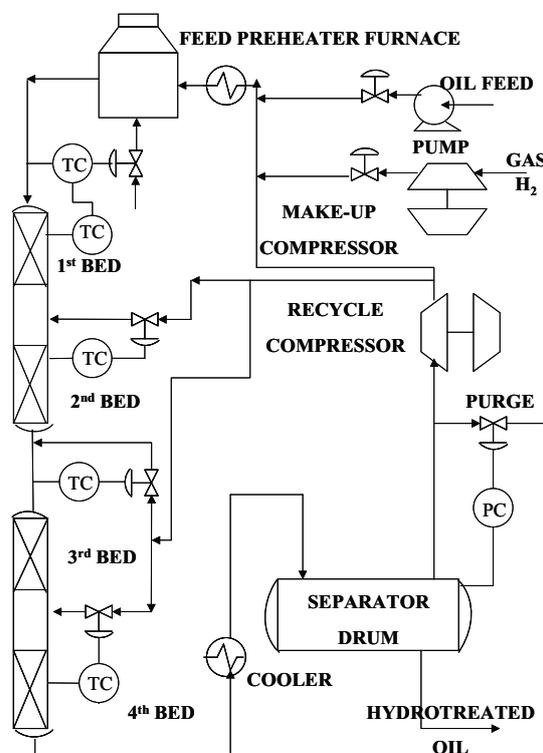 FEED PREHEATER FURNACE
OIL FEED
PUMP
GAS
H2
TC
MAKE-UP
COMPRESSOR
TC
1st BED
RECYCLE
COMPRESSOR
TC
2nd BED
PURGE
TC
PC
3rd BED
SEPARATOR
DRUM
TC
COOLER
4th BED
HYDROTREATED
OIL